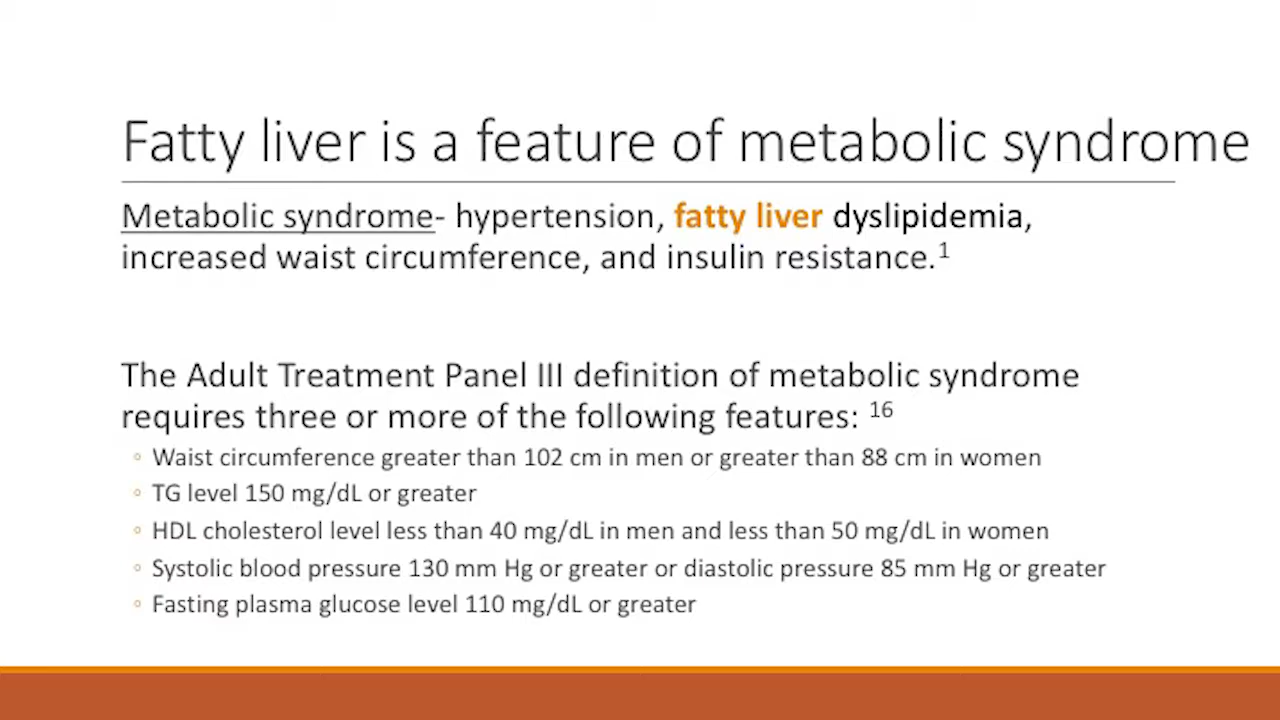 Fatty liver is a feature of metabolic syndrome
Metabolic syndrome- hypertension, fatty liver dyslipidemia,
increased waist circumference, and insulin resistance.1
The Adult Treatment Panel III definition of metabolic syndrome
requires three or more of the following features: 16
◦ Waist circumference greater than 102 cm in men or greater than 88 cm in women
◦ TG level 150 mg/dL or greater
◦ HDL cholesterol level less than 40 mg/dL in men and less than 50 mg/dL in women
◦ Systolic blood pressure 130 mm Hg or greater or diastolic pressure 85 mm Hg or greater
◦ Fasting plasma glucose level 110 mg/dL or greater